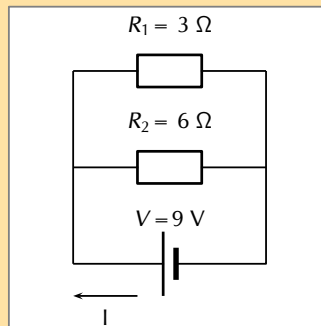 R₁ = 3 Ω
R₂ = 6 Ω
V = 9 V
I